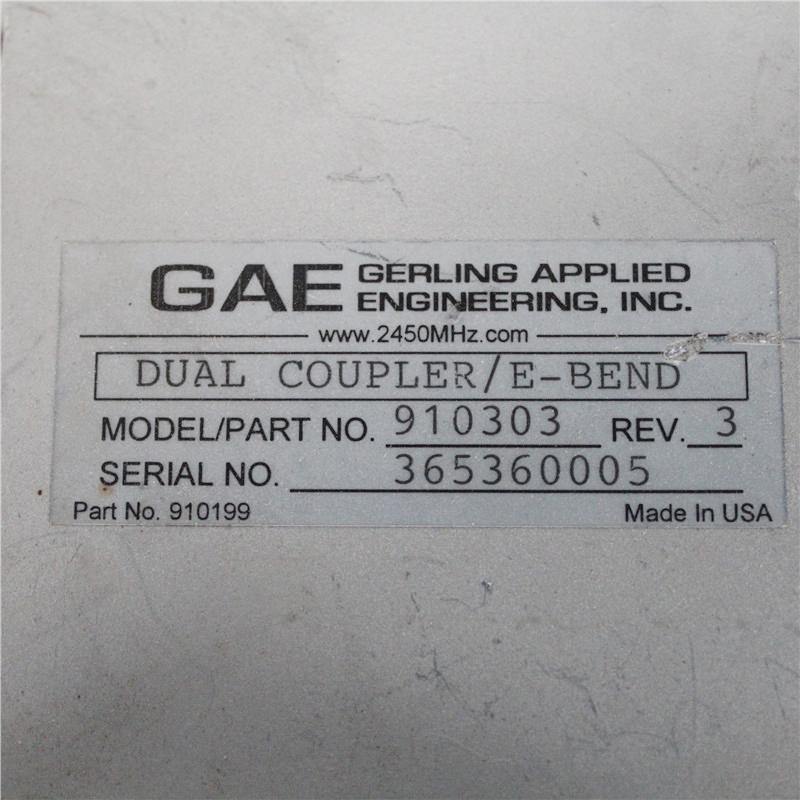 GAE GERLING APPLIED
ENGINEERING, INC.
www.2450MHz.com
DUAL COUPLER/E-BEND
MODEL/PART NO. 910303 REV. 3
SERIAL NO. 365360005
Part No. 910199 Made In USA